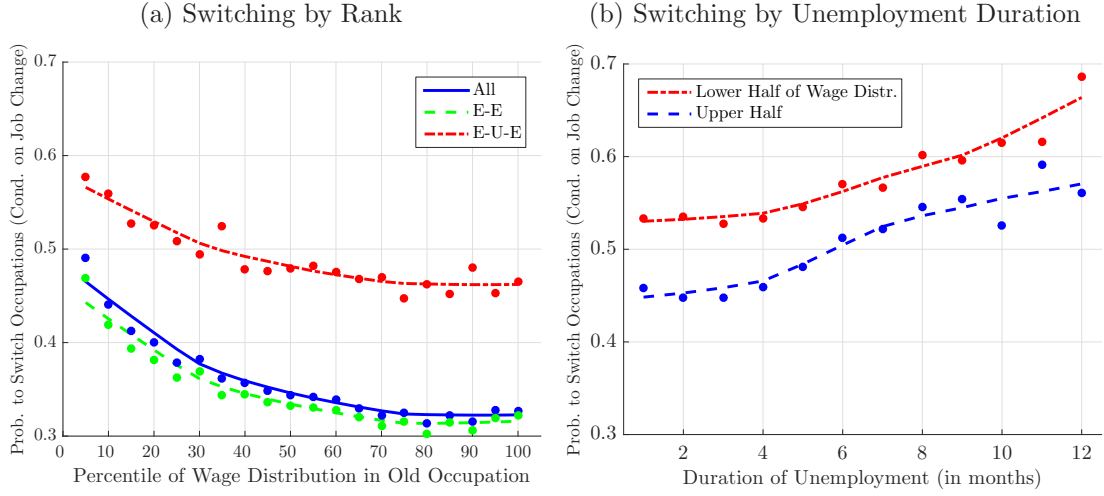 (a) Switching by Rank
Prob. to Switch Occupations (Cond. on Job Change)
0.7
0.6
0.5
0.4
0.3
All
E-E
E-U-E
0 10 20 30 40 50 60 70 80 90 100
Percentile of Wage Distribution in Old Occupation
(b) Switching by Unemployment Duration
Prob. to Switch Occupations (Cond. on Job Change)
0.7
0.6
0.5
0.4
0.3
Lower Half of Wage Distr.
Upper Half
2 4 6 8 10 12
Duration of Unemployment (in months)